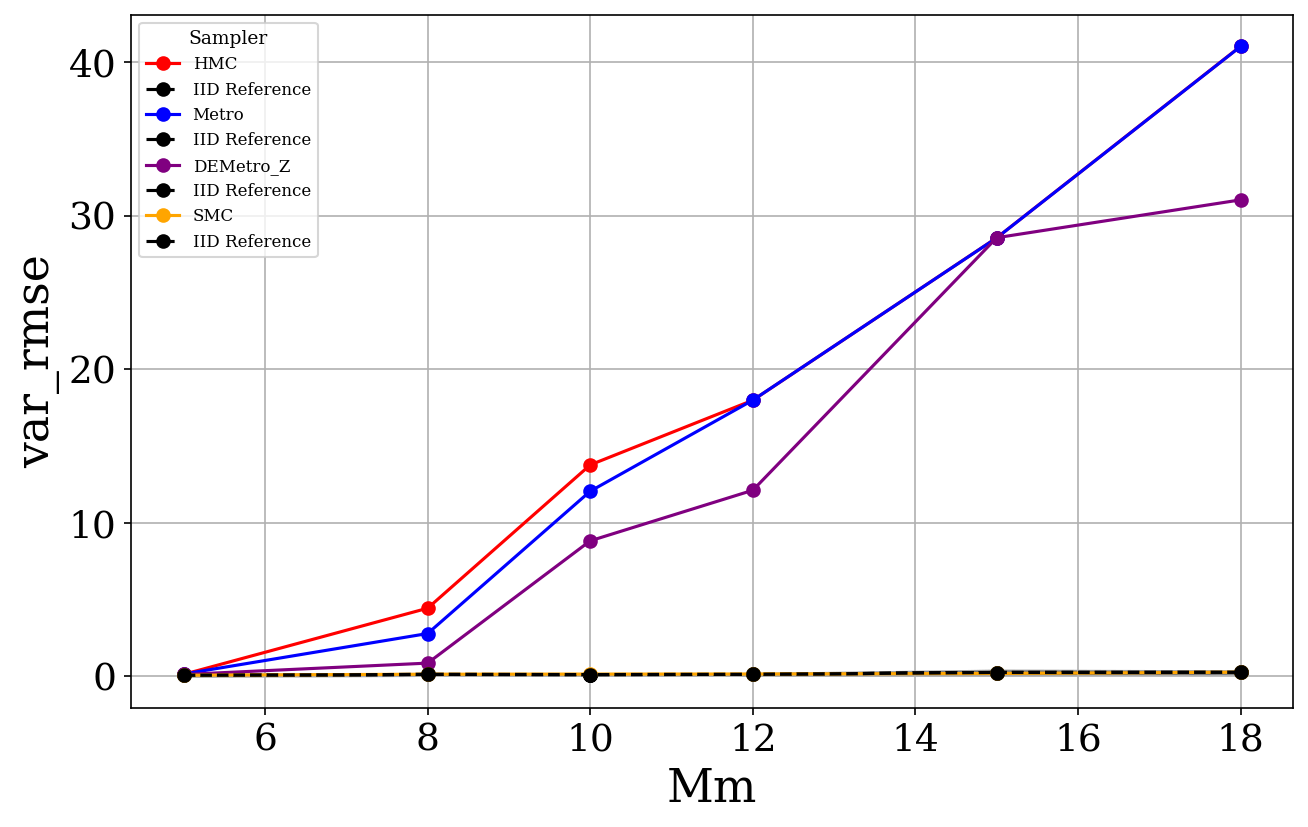 Sampler
HMC
IID Reference
Metro
IID Reference
DEMetro_Z
IID Reference
SMC
IID Reference
var_rmse
40
30
20
10
0
6 8 10 12 14 16 18
Mm